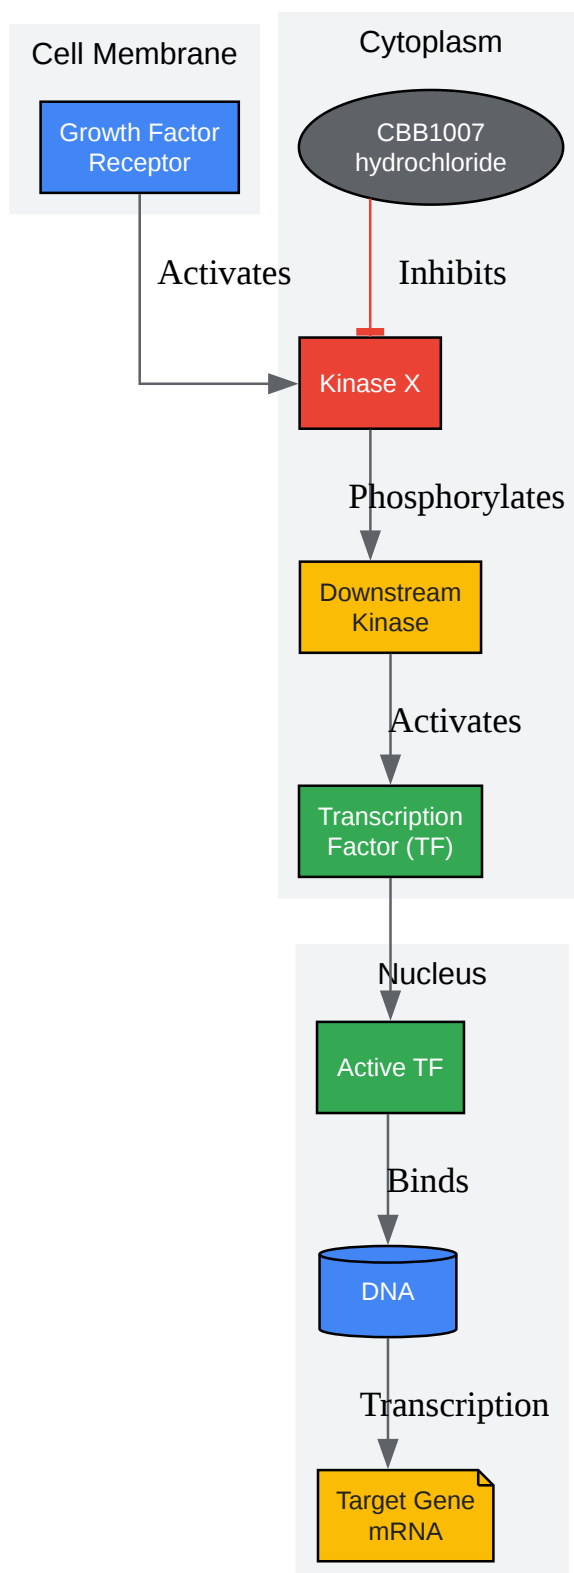 Cell Membrane
Cytoplasm
Growth Factor
Receptor
CBB1007
hydrochloride
Activates
Inhibits
Kinase X
Phosphorylates
Downstream
Kinase
Activates
Transcription
Factor (TF)
Nucleus
Active TF
Binds
DNA
Transcription
Target Gene
mRNA